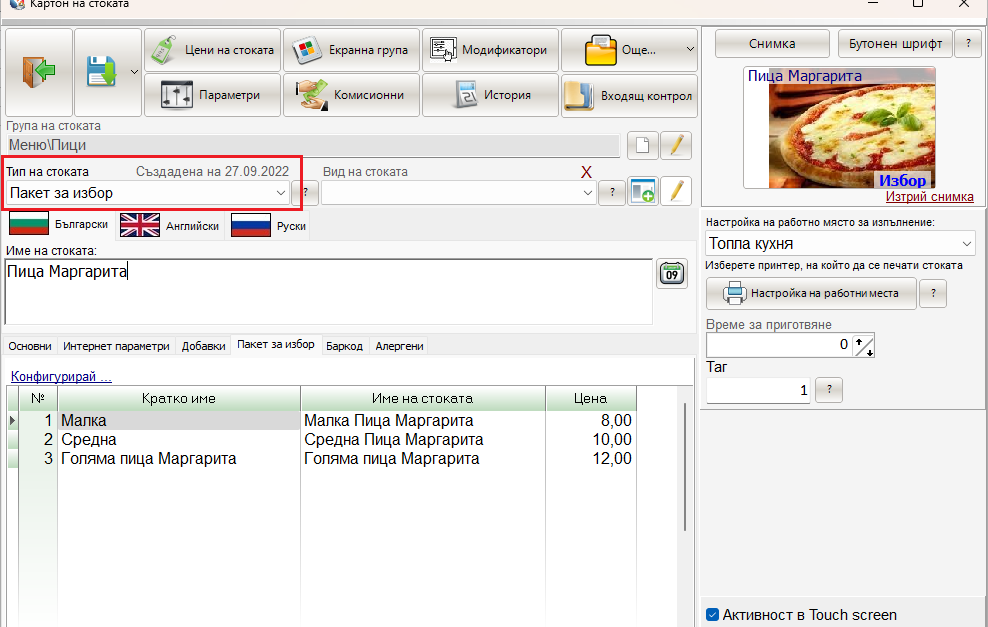 Картон на стоката
Цени на стоката
Екранна група
Модификатори
Още...
Параметри
Комисионни
История
Входящ контрол
Група на стоката
Меню\Пици
Тип на стоката
Създадена на 27.09.2022
Вид на стоката
X
Пакет за избор
?
?
Български
Английски
Руски
Име на стоката:
Пица Маргарита
09
Основни
Интернет параметри
Добавки
Пакет за избор
Баркод
Алергени
Конфигурирай ...
№ Кратко име Име на стоката Цена
1 Малка Малка Пица Маргарита 8,00
2 Средна Средна Пица Маргарита 10,00
3 Голяма пица Маргарита Голяма пица Маргарита 12,00
Снимка
Бутонен шрифт
?
Пица Маргарита
Избор
Изтрий снимка
Настройка на работно място за изпълнение:
Топла кухня
Изберете принтер, на който да се печати стоката
Настройка на работни места
?
Време за приготвяне
0
Таг
1
?
Активност в Touch screen